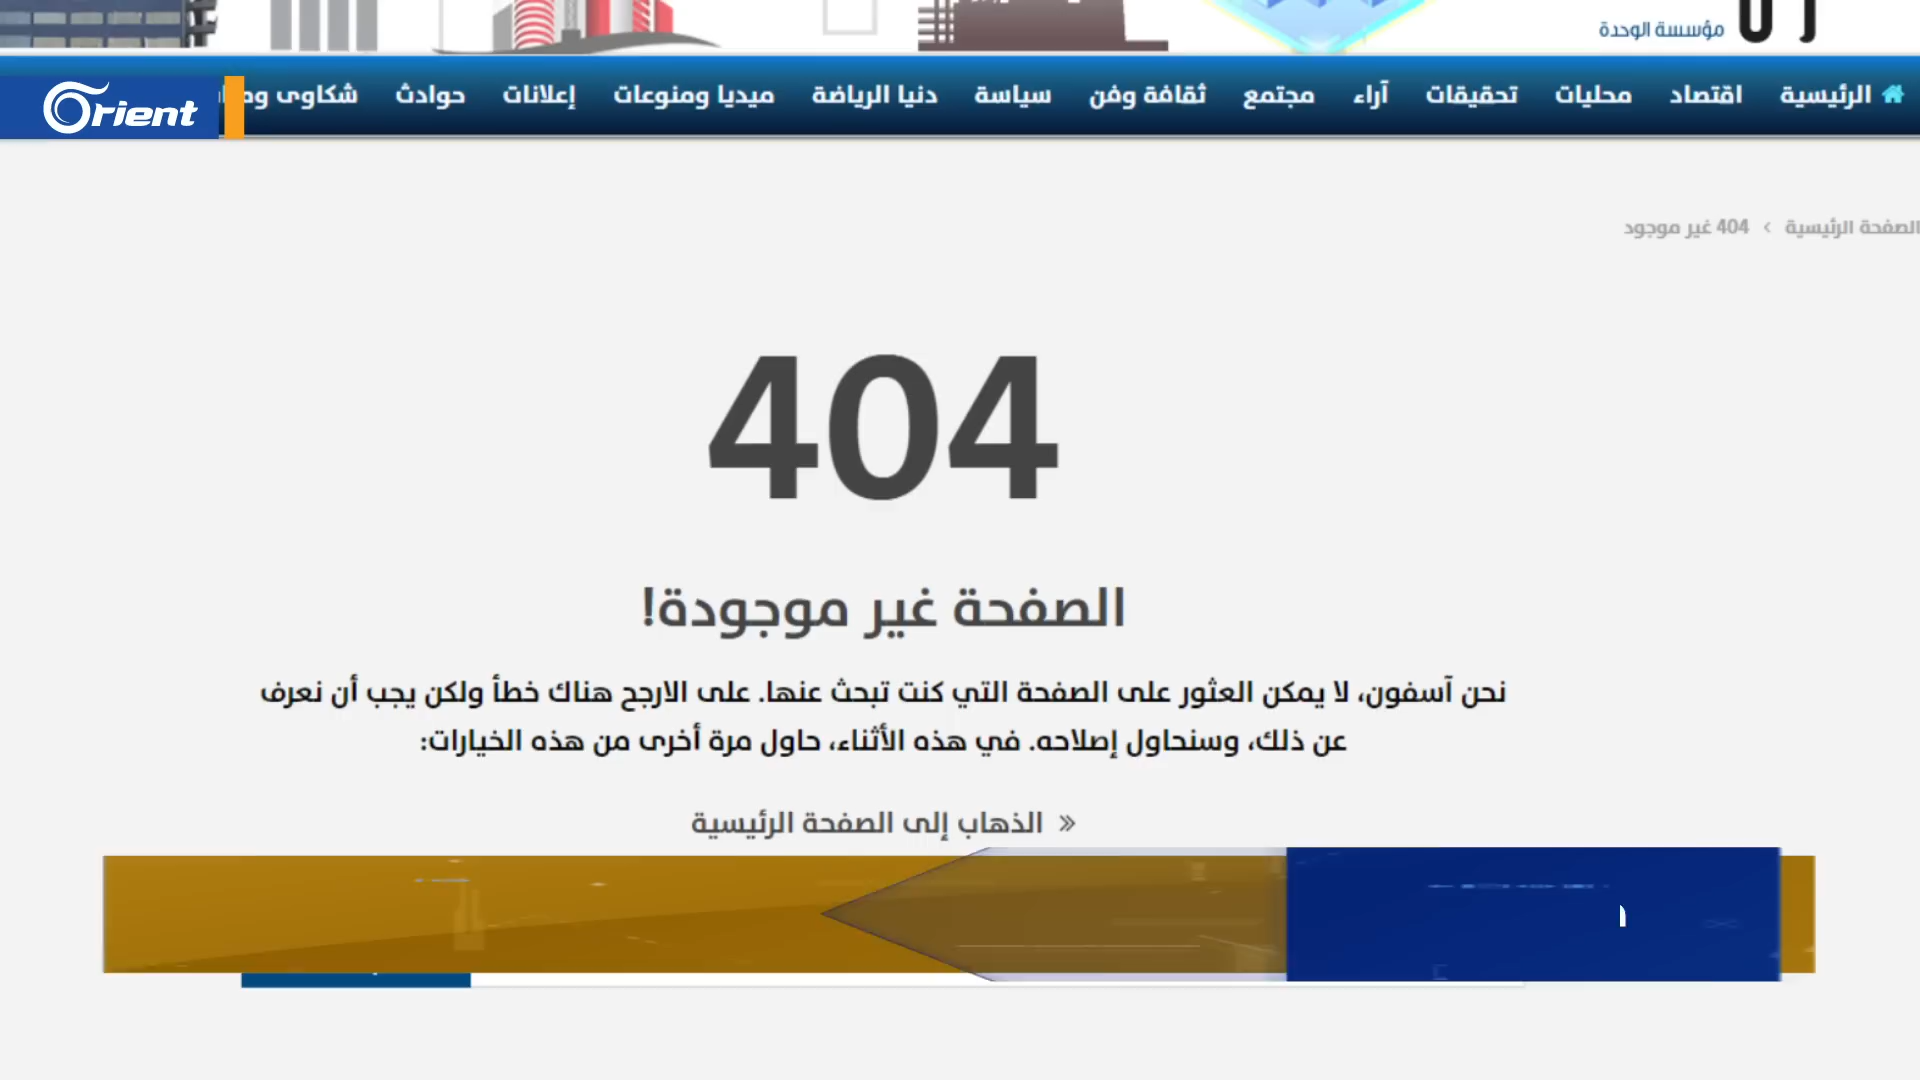 مؤسسة الوحدة
الرئيسية اقتصاد محليات تحقيقات آراء مجتمع ثقافة وفن سياسة دنيا الرياضة ميديا ومنوعات إعلانات حوادث شكاوى
Orient
الصفحة الرئيسية › 404 غير موجود
404
الصفحة غير موجودة!
نحن آسفون، لا يمكن العثور على الصفحة التي كنت تبحث عنها. على الارجح هناك خطأ ولكن يجب أن نعرف
عن ذلك، وسنحاول إصلاحه. في هذه الأثناء، حاول مرة أخرى من هذه الخيارات:
» الذهاب إلى الصفحة الرئيسية